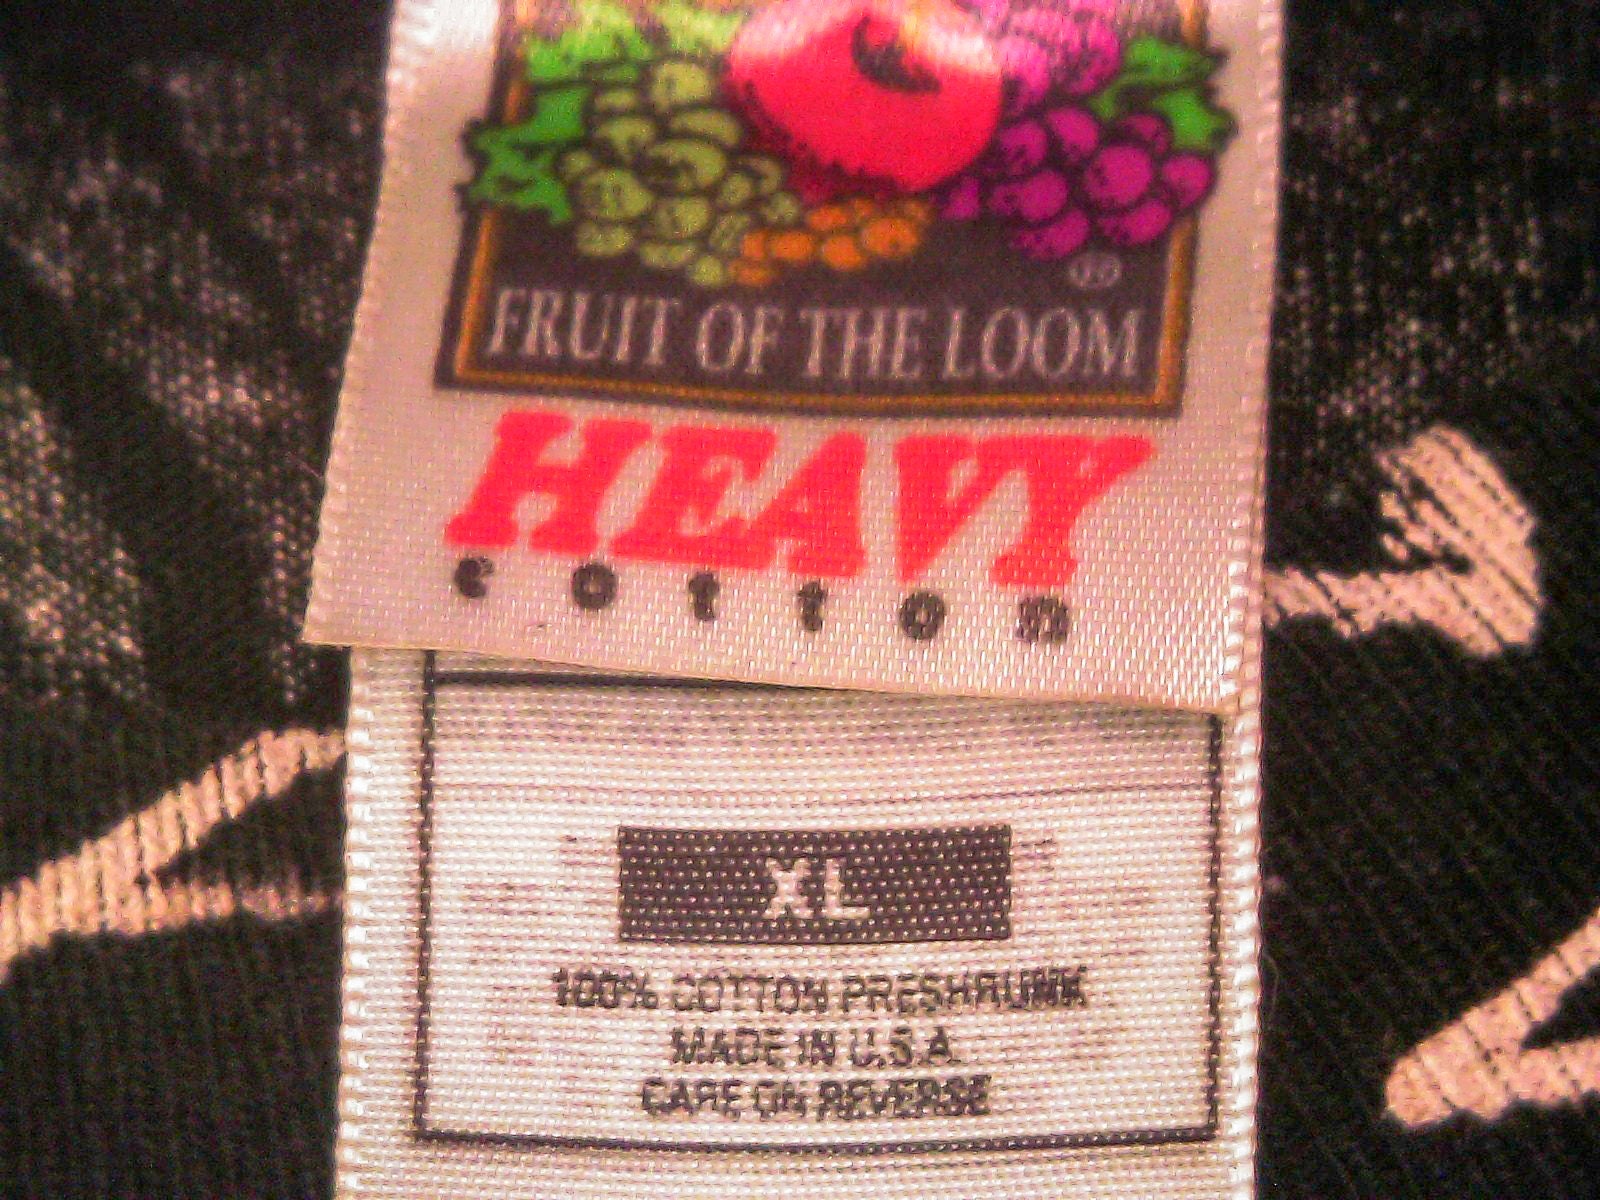 ®
FRUIT OF THE LOOM
HEAVY
cotton
XL
100% COTTON PRESHRUNK
MADE IN U.S.A.
CARE ON REVERSE